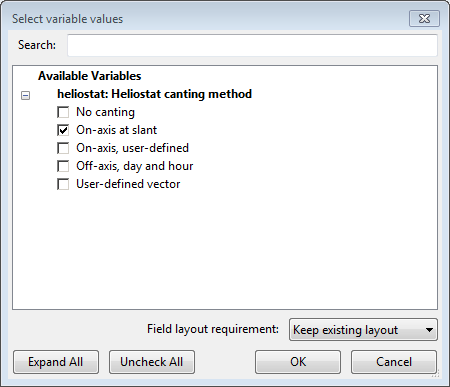 Select variable values
Search:
Available Variables
heliostat: Heliostat canting method
No canting
On-axis at slant
On-axis, user-defined
Off-axis, day and hour
User-defined vector
Field layout requirement: Keep existing layout
Expand All Uncheck All OK Cancel